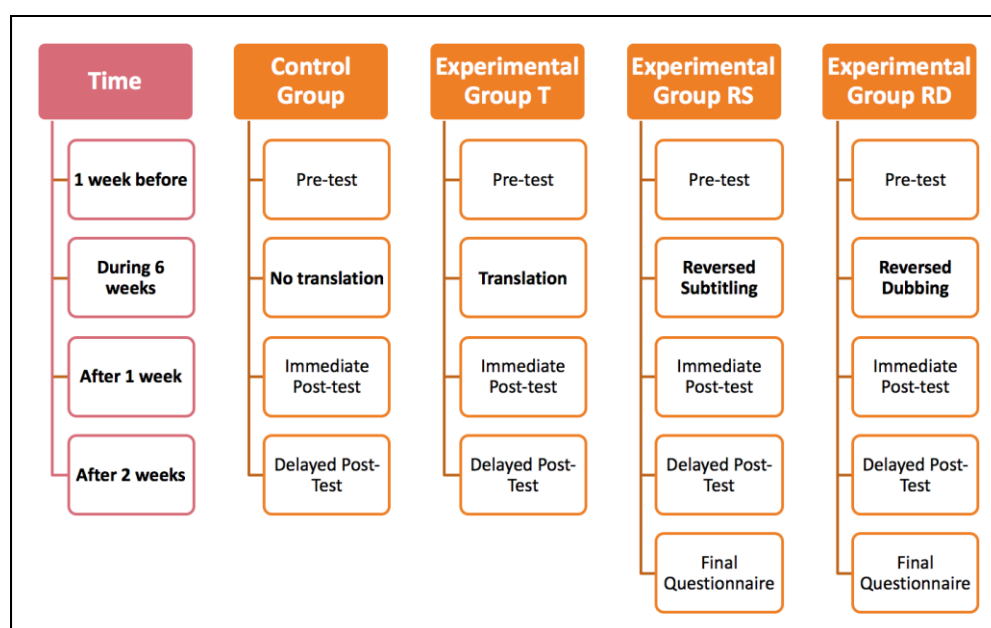 Time
1 week before
During 6
weeks
After 1 week
After 2 weeks
Control
Group
Pre-test
No translation
Immediate
Post-test
Delayed Post-
Test
Experimental
Group T
Pre-test
Translation
Immediate
Post-test
Delayed Post-
Test
Experimental
Group RS
Pre-test
Reversed
Subtitling
Immediate
Post-test
Delayed Post-
Test
Final
Questionnaire
Experimental
Group RD
Pre-test
Reversed
Dubbing
Immediate
Post-test
Delayed Post-
Test
Final
Questionnaire